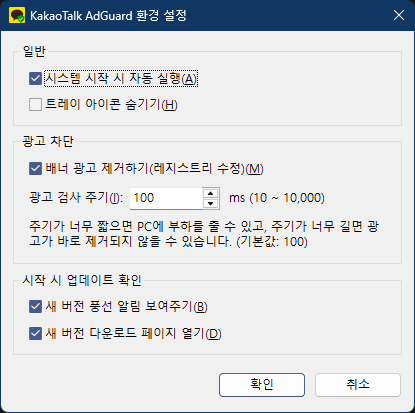 KakaoTalk AdGuard 환경 설정
일반
시스템 시작 시 자동 실행(A)
트레이 아이콘 숨기기(H)
광고 차단
배너 광고 제거하기(레지스트리 수정)(M)
광고 검사 주기(I): 100 ms (10 ~ 10,000)
주기가 너무 짧으면 PC에 부하를 줄 수 있고, 주기가 너무 길면 광
고가 바로 제거되지 않을 수 있습니다. (기본값: 100)
시작 시 업데이트 확인
새 버전 풍선 알림 보여주기(B)
새 버전 다운로드 페이지 열기(D)
확인 취소